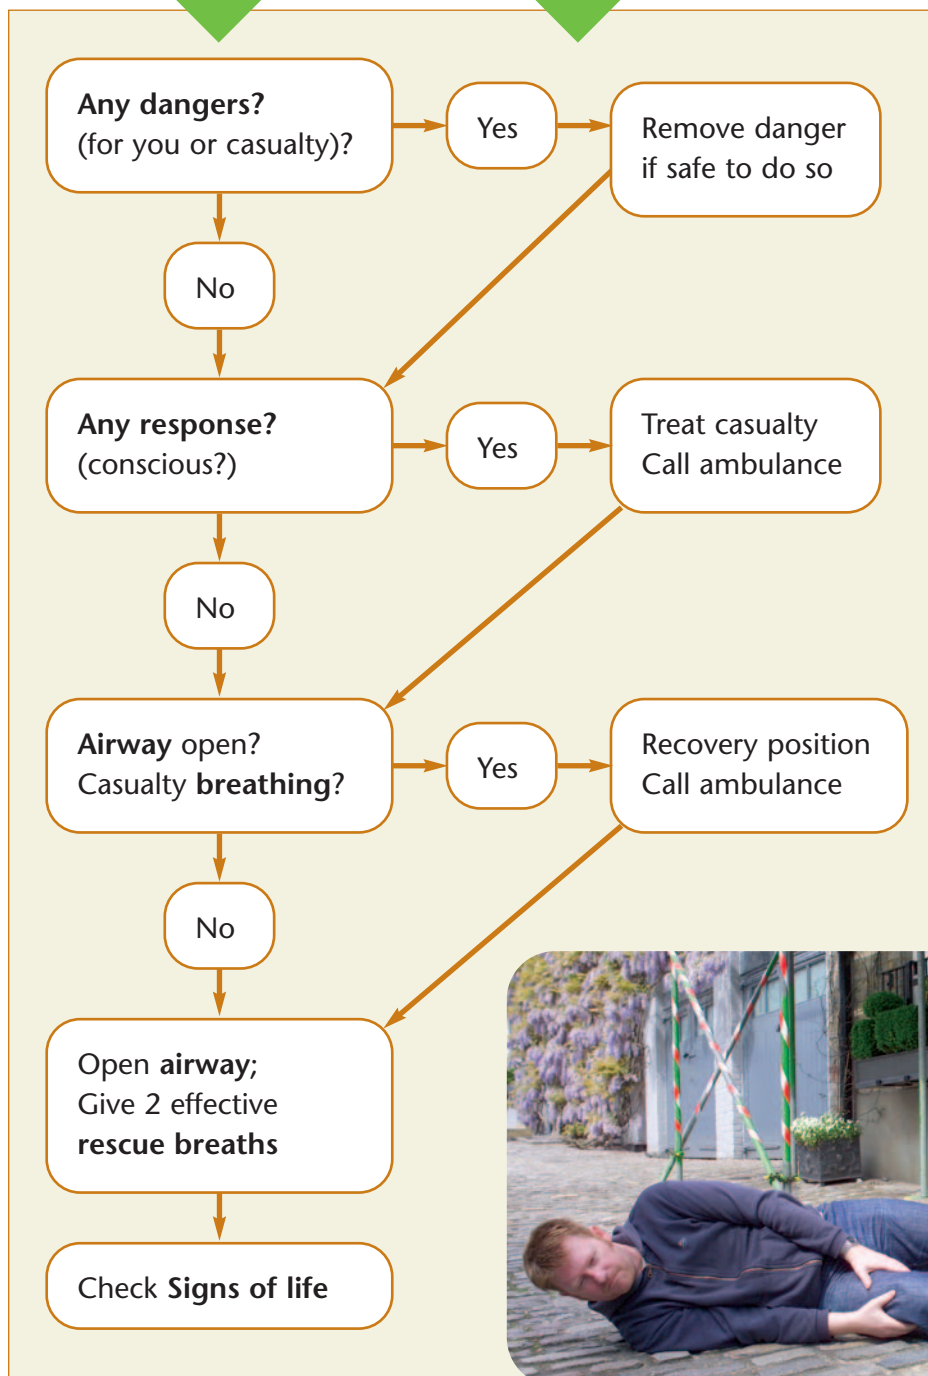 Any dangers?
(for you or casualty)?
Yes
Remove danger
if safe to do so
No
Any response?
(conscious?)
Yes
Treat casualty
Call ambulance
No
Airway open?
Casualty breathing?
Yes
Recovery position
Call ambulance
No
Open airway;
Give 2 effective
rescue breaths
Check Signs of life